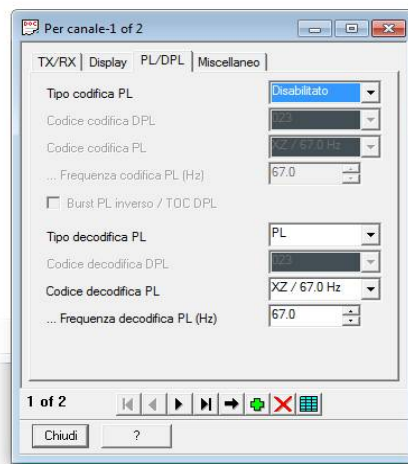 Per canale-1 of 2
TX/RX Display PL/DPL Miscellaneo
Tipo codifica PL Disabilitato
Codice codifica DPL 023
Codice codifica PL XZ / 67.0 Hz
... Frequenza codifica PL (Hz) 67.0
Burst PL inverso / TOC DPL
Tipo decodifica PL PL
Codice decodifica DPL 023
Codice decodifica PL XZ / 67.0 Hz
... Frequenza decodifica PL (Hz) 67.0
1 of 2
Chiudi ?